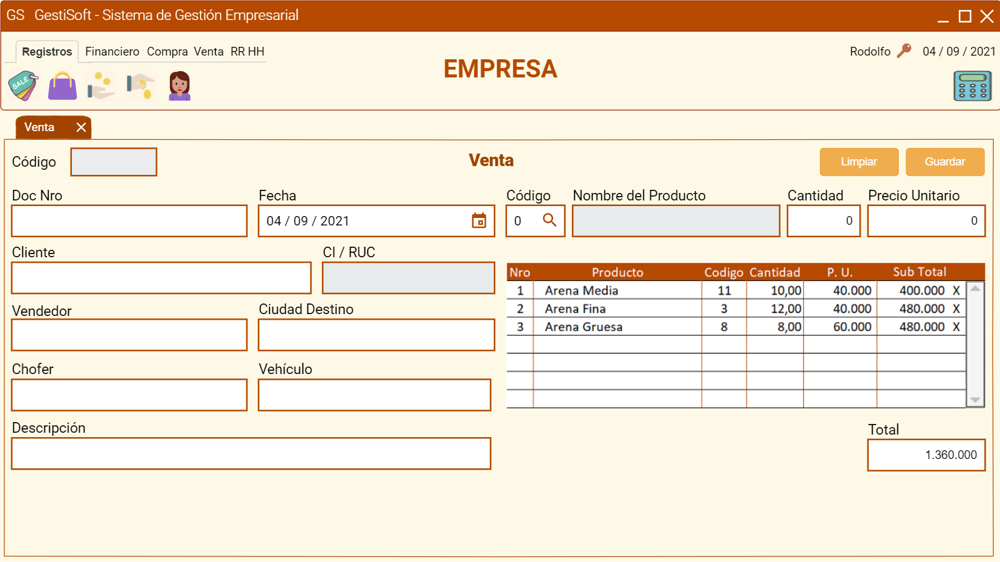 GS GestiSoft - Sistema de Gestión Empresarial
Registros Financiero Compra Venta RR HH
Rodolfo 04 / 09 / 2021
EMPRESA
SALE
Venta
Código
Venta
Limpiar Guardar
Doc Nro Fecha Código Nombre del Producto Cantidad Precio Unitario
04 / 09 / 2021 0 0 0
Cliente CI / RUC
Nro Producto Codigo Cantidad P. U. Sub Total
1 Arena Media 11 10,00 40.000 400.000 X
2 Arena Fina 3 12,00 40.000 480.000 X
3 Arena Gruesa 8 8,00 60.000 480.000 X
Vendedor Ciudad Destino
Chofer Vehículo
Descripción
Total
1.360.000